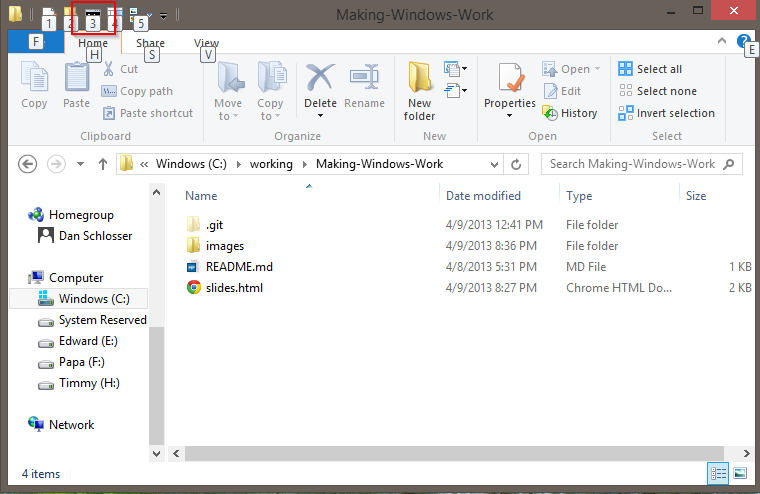 Making-Windows-Work
1 2 3 4 5
F Home Share View E
H S V
Copy Paste Cut
Copy path
Paste shortcut
Move to Copy to Delete Rename
New folder
Properties Open
Edit
History
Select all
Select none
Invert selection
Clipboard Organize New Open Select
« Windows (C:) working Making-Windows-Work Search Making-Windows-Work
Name Date modified Type Size
Homegroup
Dan Schlosser
Computer
Windows (C:)
System Reserved
Edward (E:)
Papa (F:)
Timmy (H:)
Network
.git 4/9/2013 12:41 PM File folder
images 4/9/2013 8:36 PM File folder
README.md 4/8/2013 5:31 PM MD File 1 KB
slides.html 4/9/2013 8:27 PM Chrome HTML Do... 2 KB
4 items